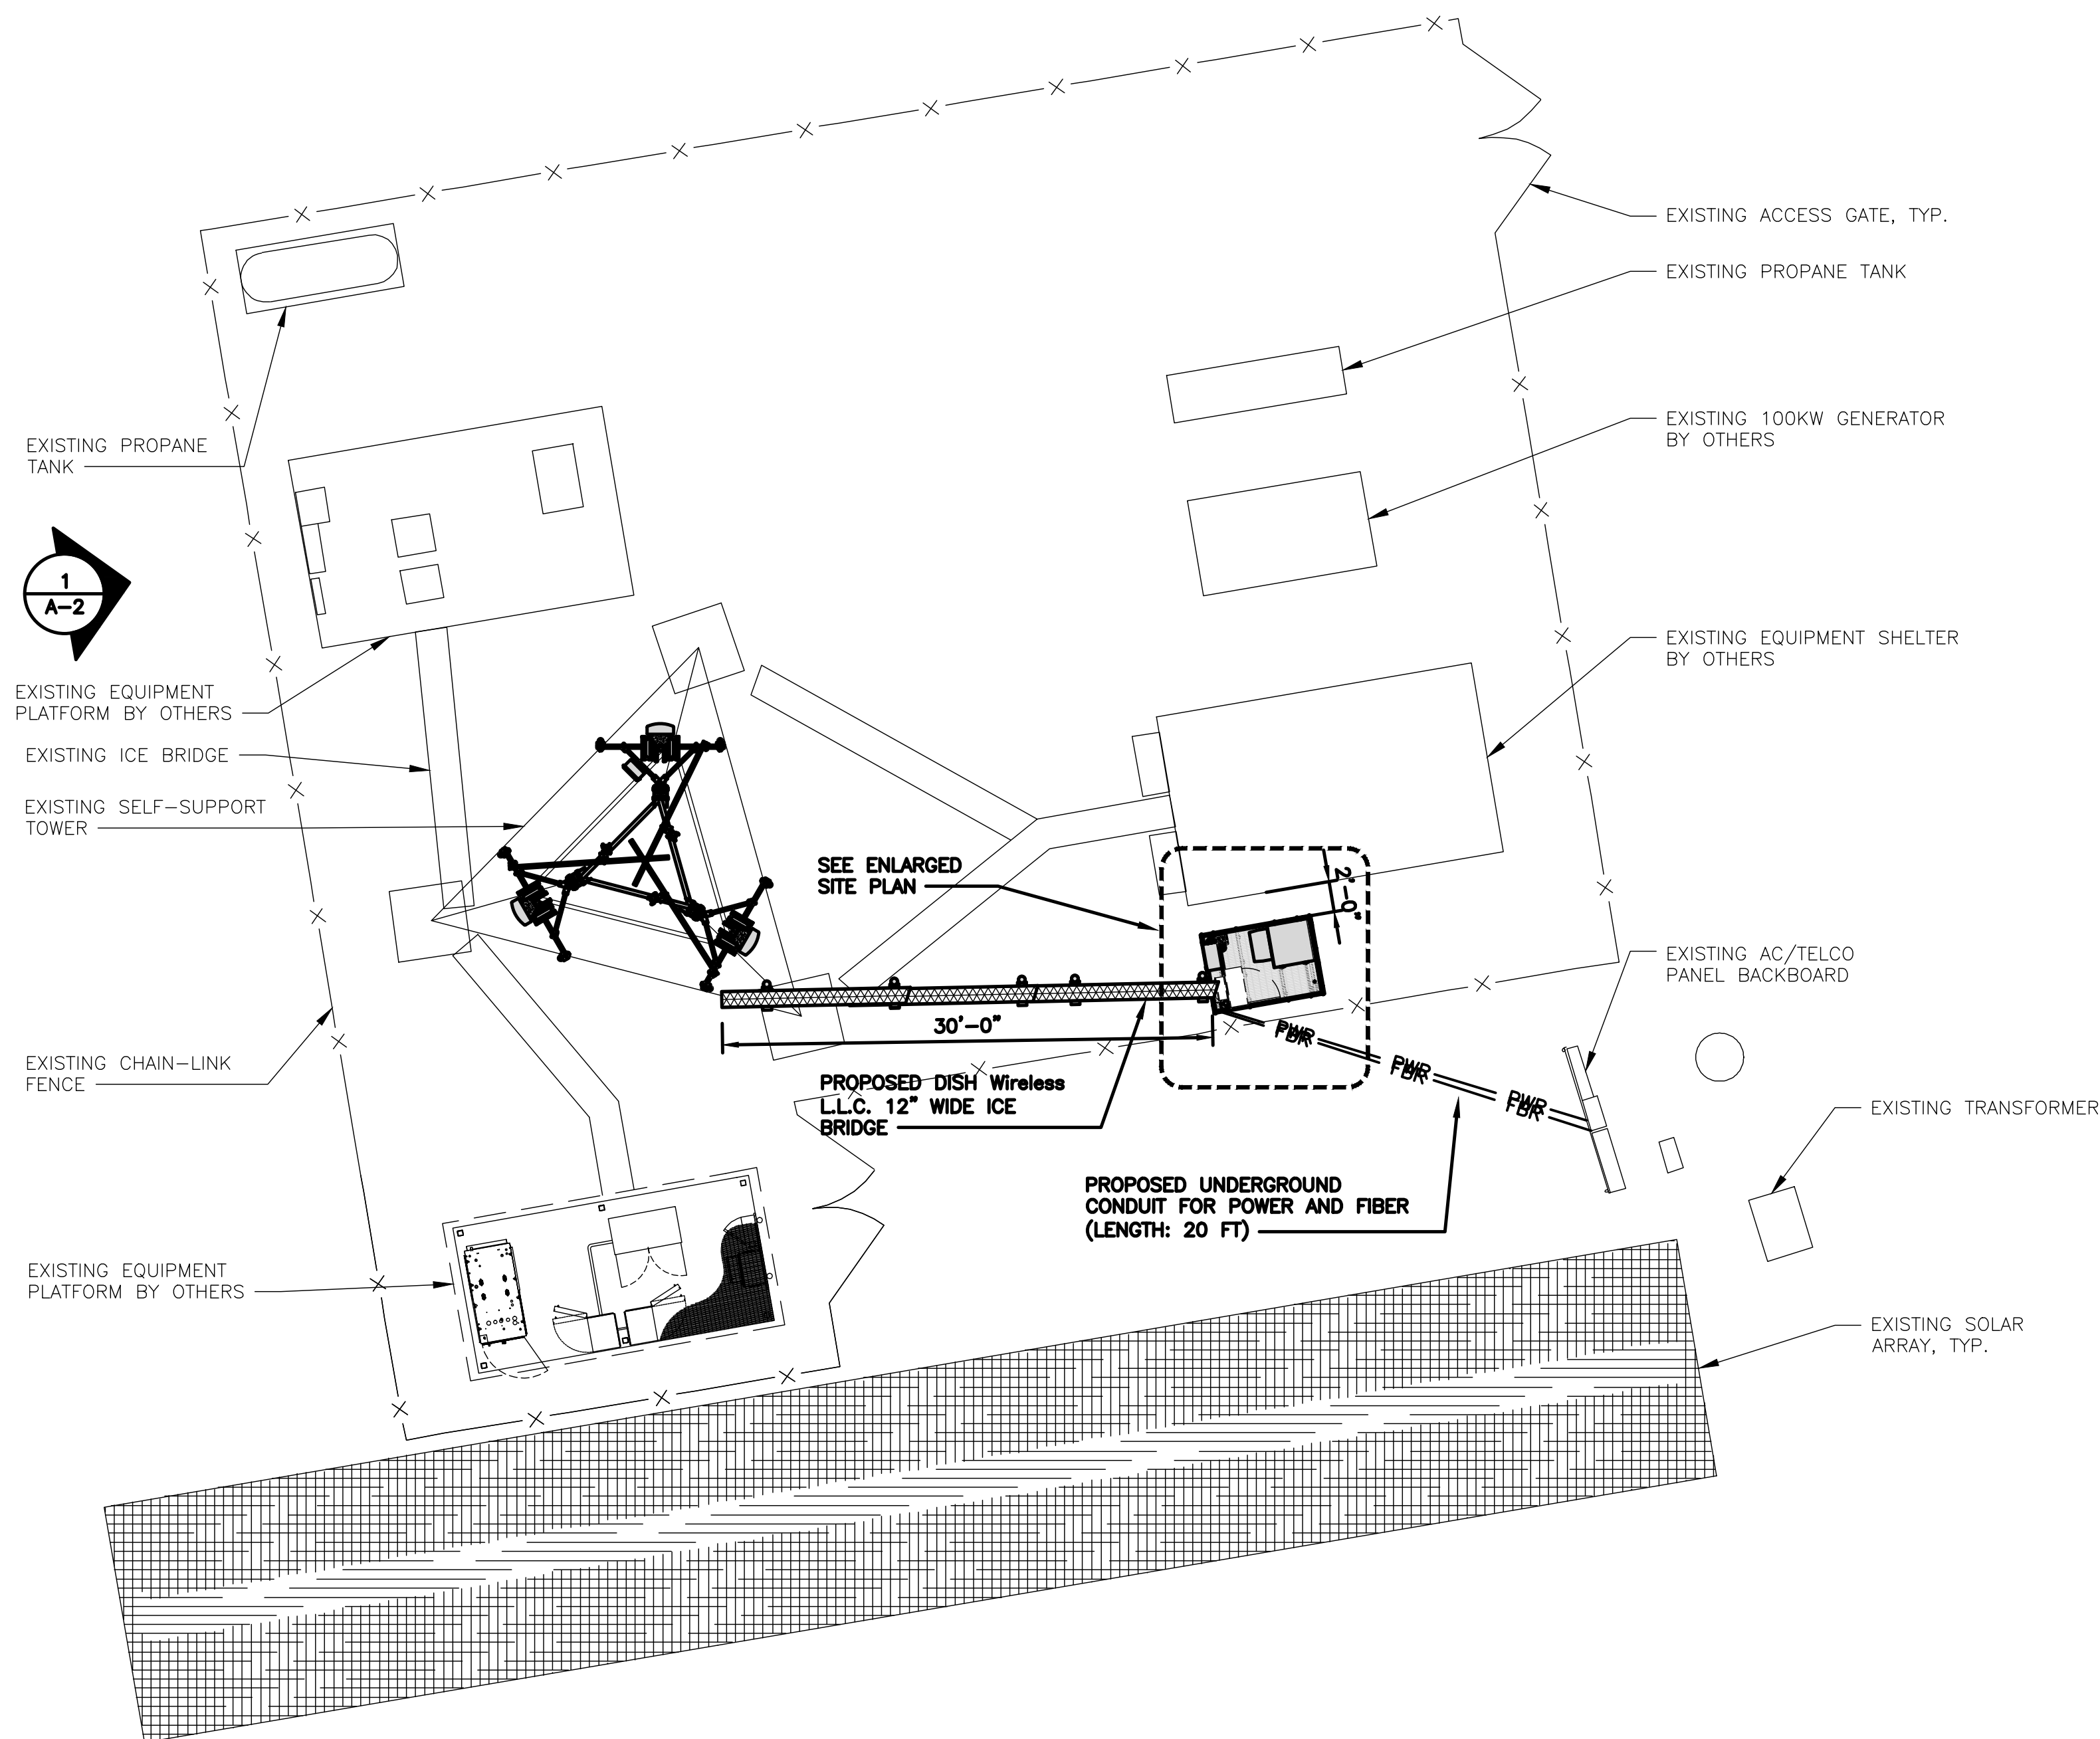 EXISTING ACCESS GATE, TYP.
EXISTING PROPANE TANK
EXISTING 100KW GENERATOR
BY OTHERS
EXISTING PROPANE
TANK
1
A-2
EXISTING EQUIPMENT SHELTER
BY OTHERS
EXISTING EQUIPMENT
PLATFORM BY OTHERS
EXISTING ICE BRIDGE
EXISTING SELF-SUPPORT
TOWER
SEE ENLARGED
SITE PLAN
2'-0"
EXISTING AC/TELCO
PANEL BACKBOARD
30'-0"
PWR
FBR
PWR
FBR
PWR
FBR
EXISTING CHAIN-LINK
FENCE
PROPOSED DISH Wireless
L.L.C. 12" WIDE ICE
BRIDGE
EXISTING TRANSFORMER
PROPOSED UNDERGROUND
CONDUIT FOR POWER AND FIBER
(LENGTH: 20 FT)
EXISTING EQUIPMENT
PLATFORM BY OTHERS
EXISTING SOLAR
ARRAY, TYP.